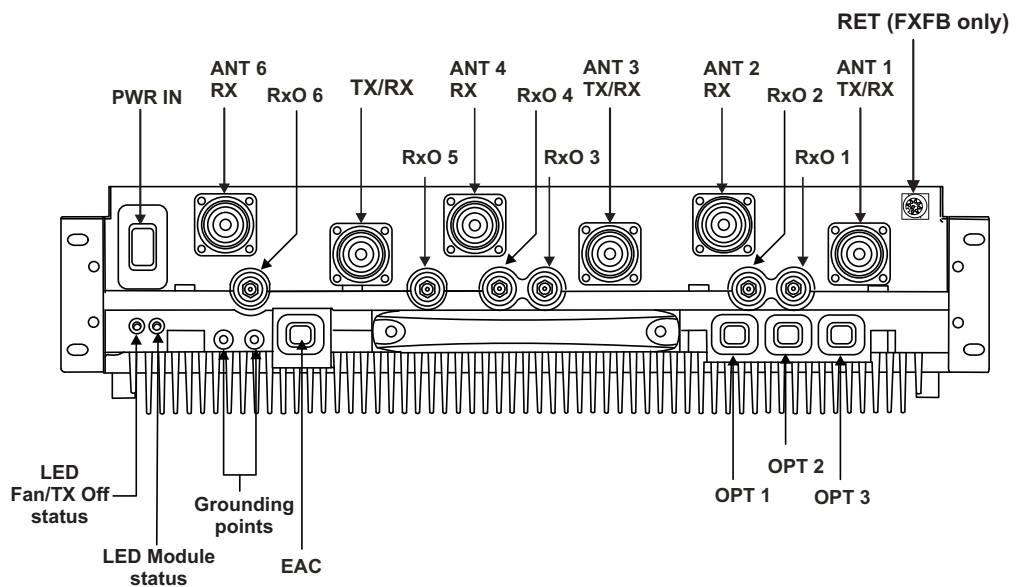 RET (FXFB only)
PWR IN
ANT 6
RX
RxO 6
TX/RX
ANT 4
RX
RxO 4
ANT 3
TX/RX
ANT 2
RX
RxO 2
ANT 1
TX/RX
RxO 5
RxO 3
RxO 1
LED
Fan/TX Off
status
LED Module
status
Grounding
points
EAC
OPT 1
OPT 2
OPT 3